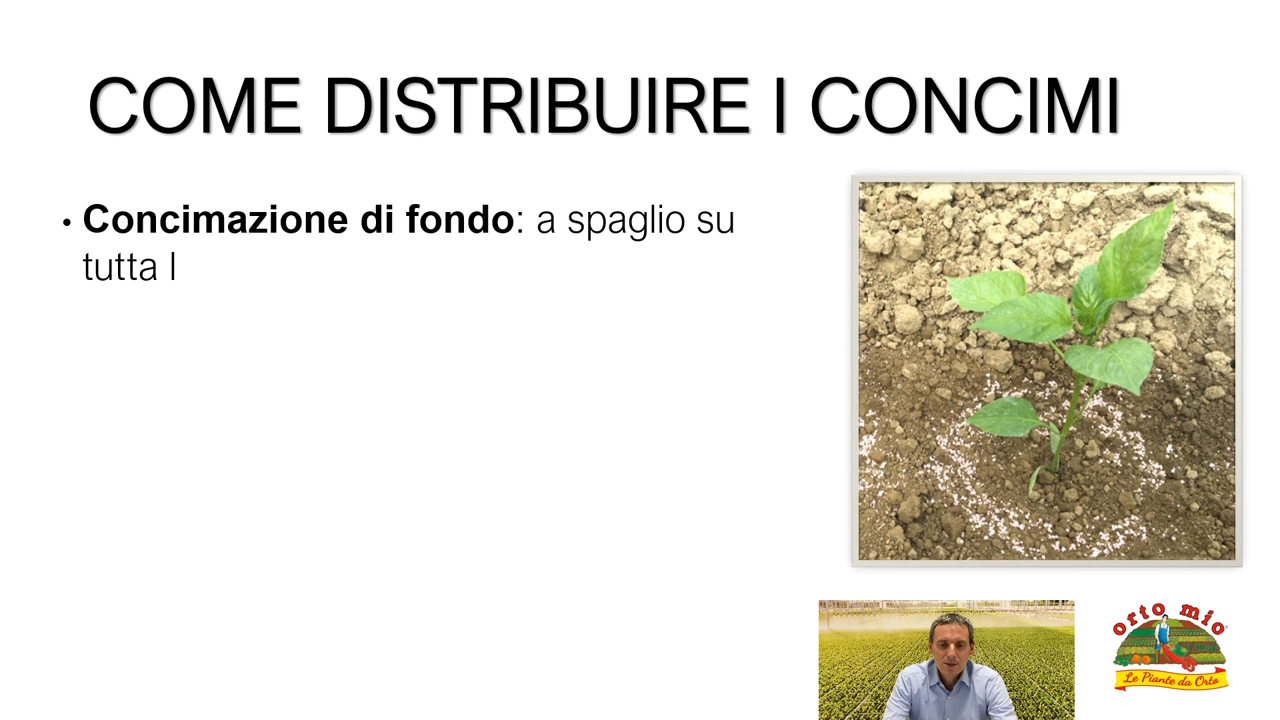 COME DISTRIBUIRE I CONCIMI
• Concimazione di fondo: a spaglio su
tutta l
orto mio
Le Piante da Orto